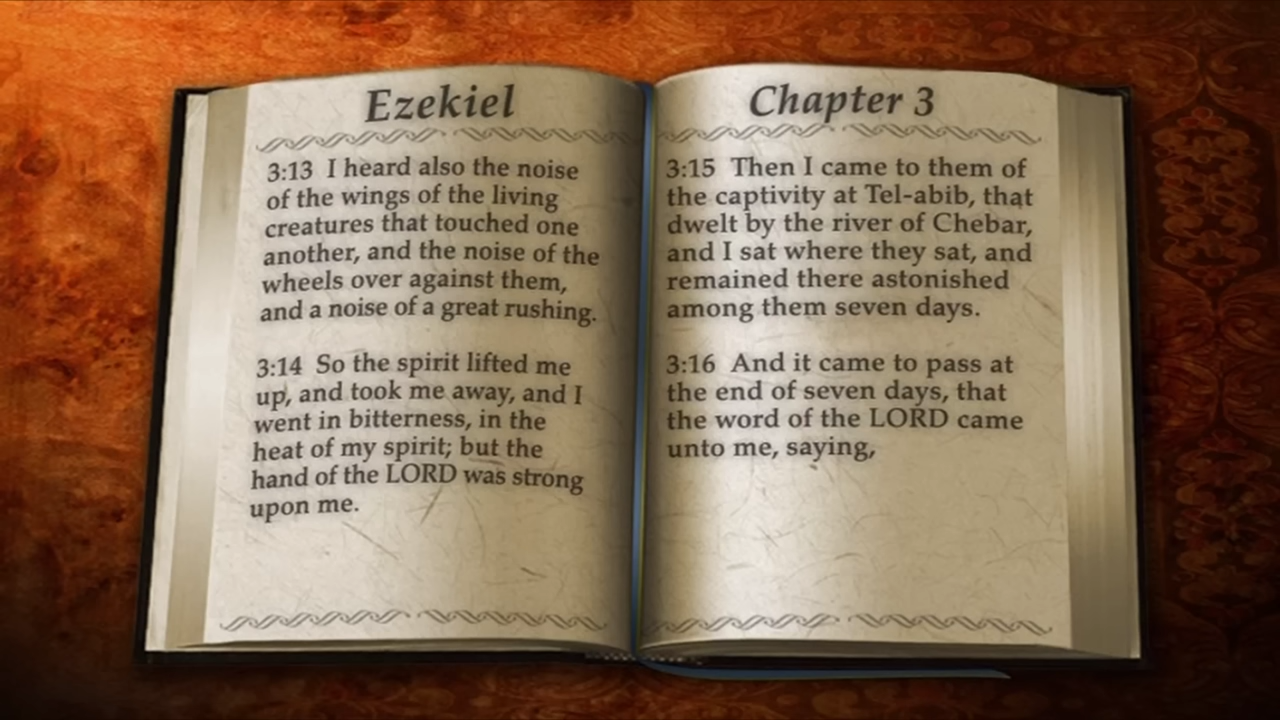 Ezekiel
3:13 I heard also the noise
of the wings of the living
creatures that touched one
another, and the noise of the
wheels over against them,
and a noise of a great rushing.
3:14 So the spirit lifted me
up, and took me away, and I
went in bitterness, in the
heat of my spirit; but the
hand of the LORD was strong
upon me.
Chapter 3
3:15 Then I came to them of
the captivity at Tel-abib, that
dwelt by the river of Chebar,
and I sat where they sat, and
remained there astonished
among them seven days.
3:16 And it came to pass at
the end of seven days, that
the word of the LORD came
unto me, saying,